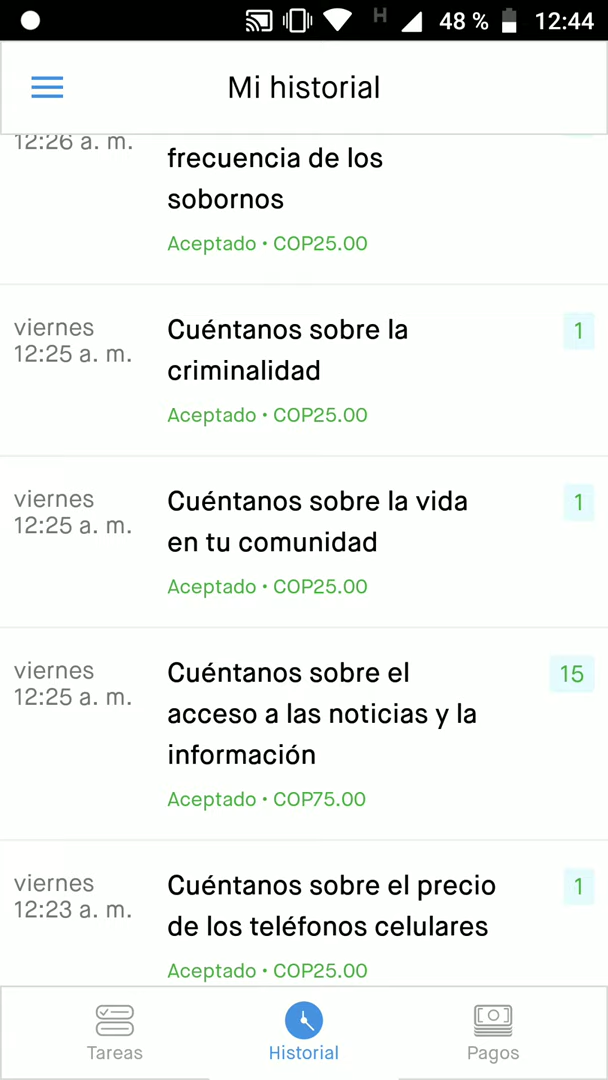 H 48 % 12:44
Mi historial
12:26 a. m.
frecuencia de los
sobornos
Aceptado • COP25.00
viernes
12:25 a. m.
Cuéntanos sobre la
criminalidad
Aceptado • COP25.00
1
viernes
12:25 a. m.
Cuéntanos sobre la vida
en tu comunidad
Aceptado • COP25.00
1
viernes
12:25 a. m.
Cuéntanos sobre el
acceso a las noticias y la
información
Aceptado • COP75.00
15
viernes
12:23 a. m.
Cuéntanos sobre el precio
de los teléfonos celulares
Aceptado • COP25.00
1
Tareas
Historial
Pagos